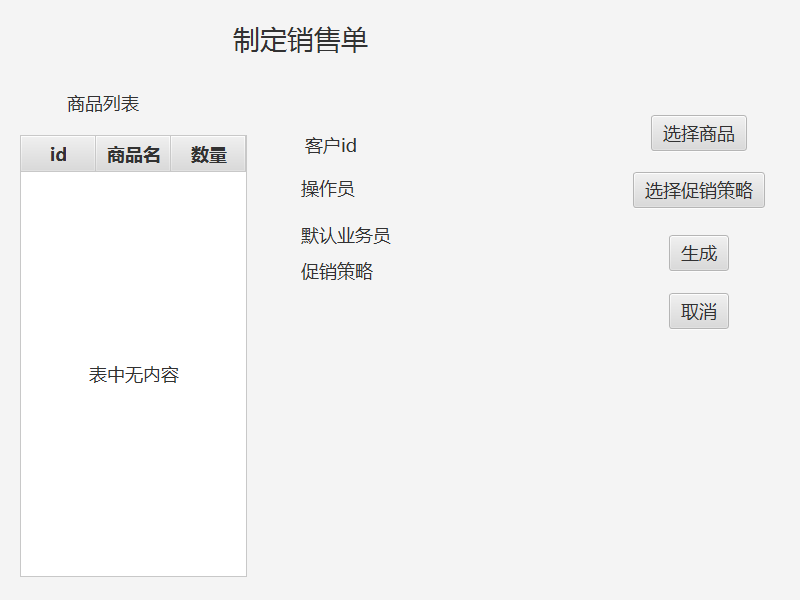 制定销售单
商品列表
id 商品名 数量
表中无内容
客户id
操作员
默认业务员
促销策略
选择商品
选择促销策略
生成
取消